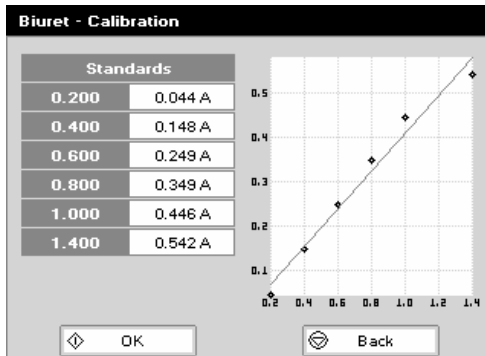 Biuret - Calibration
Standards
0.200 0.044 A
0.400 0.148 A
0.600 0.249 A
0.800 0.349 A
1.000 0.446 A
1.400 0.542 A
0.5
0.4
0.3
0.2
0.1
0.2 0.4 0.6 0.8 1.0 1.2 1.4
OK Back